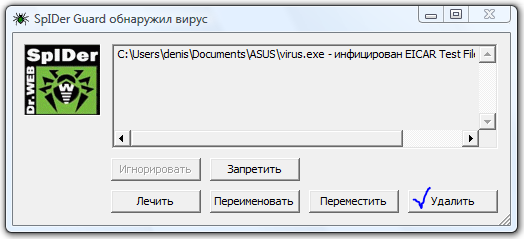 SpIDer Guard обнаружил вирус
SpIDer
Dr.WEB
C:\Users\denis\Documents\ASUS\virus.exe - инфицирован EICAR Test File
Игнорировать
Запретить
Лечить
Переименовать
Переместить
Удалить